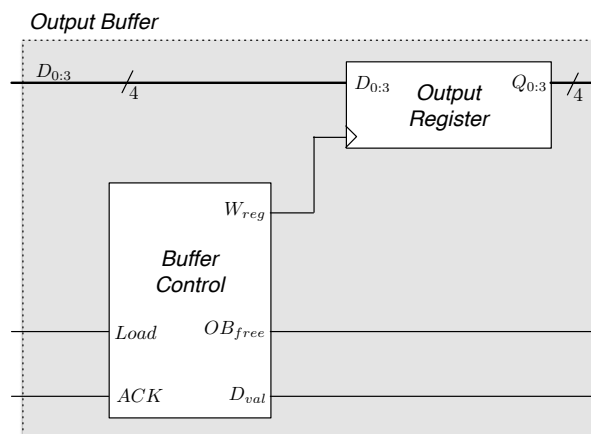 Output Buffer
D0:3
4
D0:3
Output
Register
Q0:3
4
Wreg
Buffer
Control
Load
OBfree
ACK
Dval